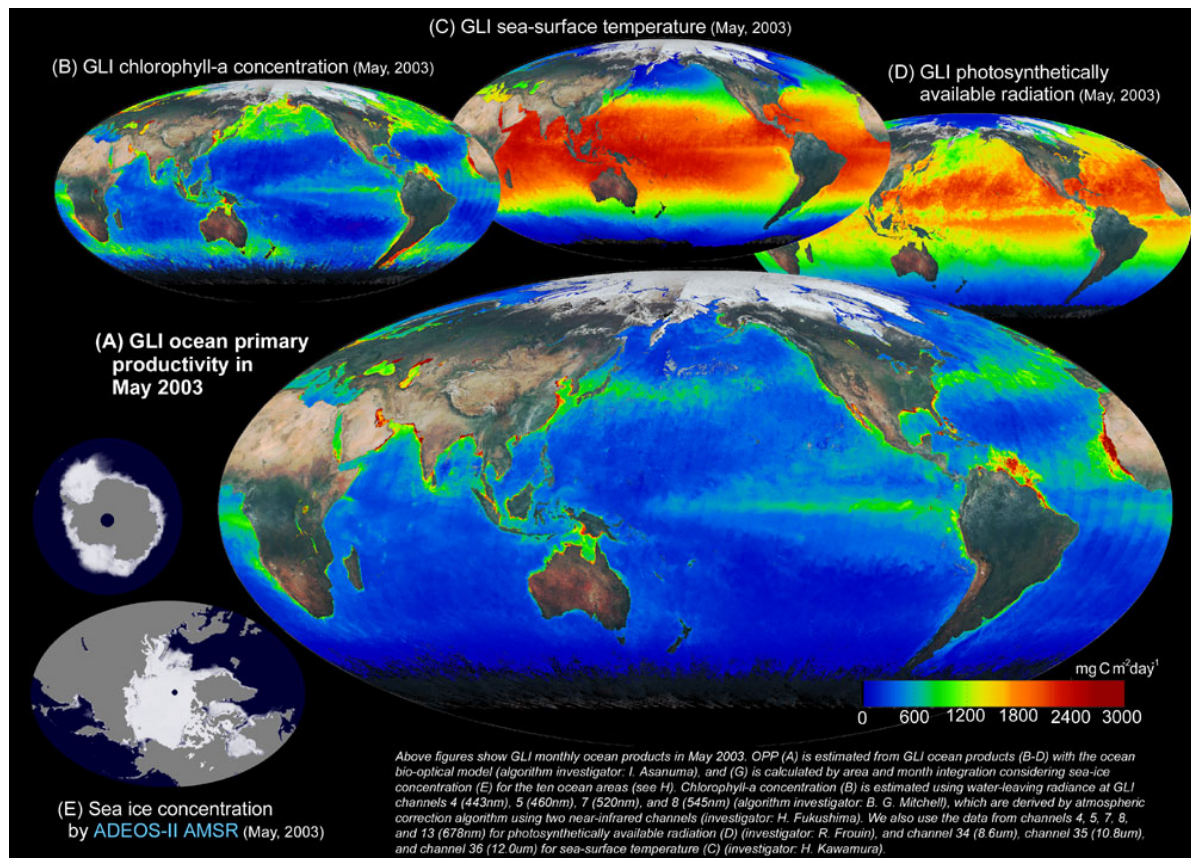 (C) GLI sea-surface temperature (May, 2003)
(B) GLI chlorophyll-a concentration (May, 2003)
(D) GLI photosynthetically
available radiation (May, 2003)
(A) GLI ocean primary
productivity in
May 2003
mg C m²day⁻¹
0 600 1200 1800 2400 3000
(E) Sea ice concentration
by ADEOS-II AMSR (May, 2003)
Above figures show GLI monthly ocean products in May 2003. OPP (A) is estimated from GLI ocean products (B-D) with the ocean
bio-optical model (algorithm investigator: I. Asanuma), and (G) is calculated by area and month integration considering sea-ice
concentration (E) for the ten ocean areas (see H). Chlorophyll-a concentration (B) is estimated using water-leaving radiance at GLI
channels 4 (443nm), 5 (460nm), 7 (520nm), and 8 (545nm) (algorithm investigator: B. G. Mitchell), which are derived by atmospheric
correction algorithm using two near-infrared channels (investigator: H. Fukushima). We also use the data from channels 4, 5, 7, 8,
and 13 (678nm) for photosynthetically available radiation (D) (investigator: R. Frouin), and channel 34 (8.6um), channel 35 (10.8um),
and channel 36 (12.0um) for sea-surface temperature (C) (investigator: H. Kawamura).